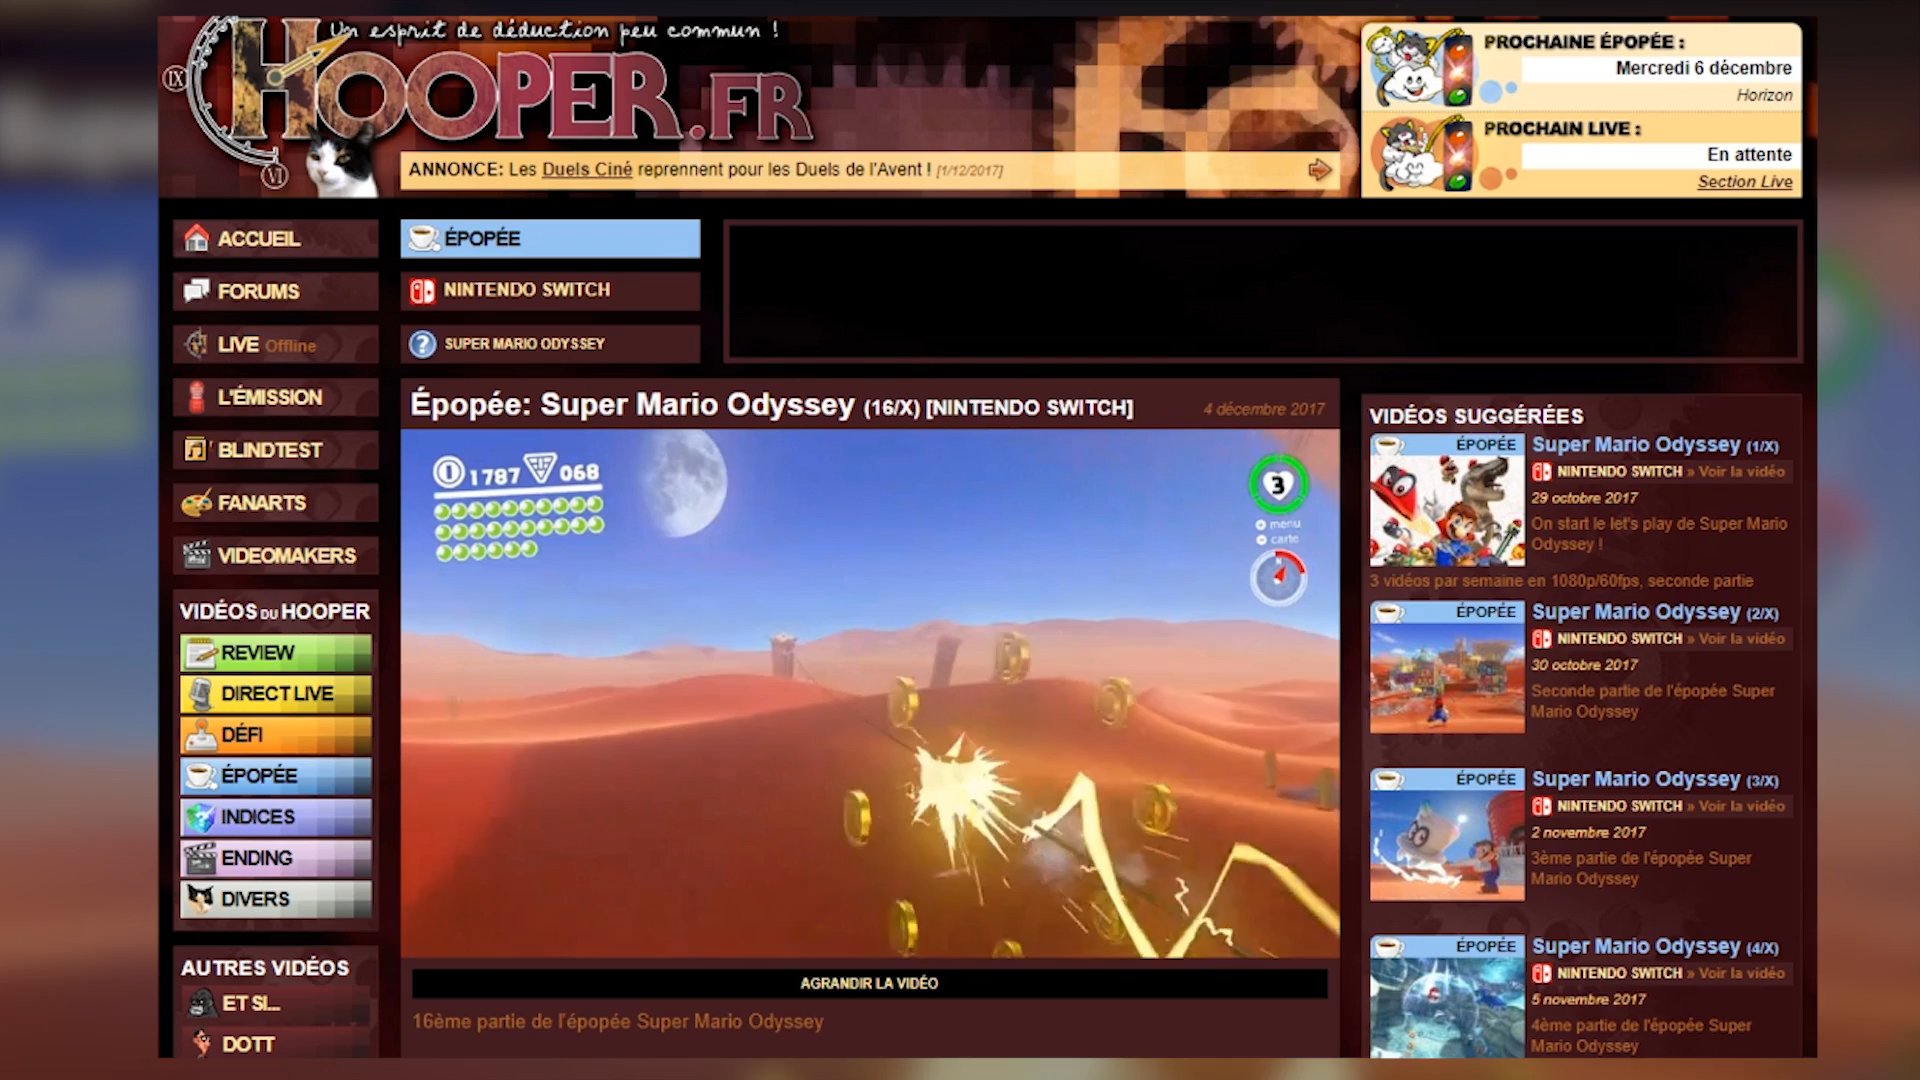 Un esprit de déduction peu commun !
HOOPER.FR
IX
VI
ANNONCE: Les Duels Ciné reprennent pour les Duels de l'Avent ! [1/12/2017]
PROCHAINE ÉPOPÉE :
Mercredi 6 décembre
Horizon
PROCHAIN LIVE :
En attente
Section Live
ACCUEIL
FORUMS
LIVE Offline
L'ÉMISSION
BLINDTEST
FANARTS
VIDEOMAKERS
VIDÉOS DU HOOPER
REVIEW
DIRECT LIVE
DÉFI
ÉPOPÉE
INDICES
ENDING
DIVERS
AUTRES VIDÉOS
ET SI...
DOTT
ÉPOPÉE
NINTENDO SWITCH
SUPER MARIO ODYSSEY
Épopée: Super Mario Odyssey (16/X) [NINTENDO SWITCH]
4 décembre 2017
1787 068
3
menu
carte
AGRANDIR LA VIDÉO
16ème partie de l'épopée Super Mario Odyssey
VIDÉOS SUGGÉRÉES
ÉPOPÉE
Super Mario Odyssey (1/X)
NINTENDO SWITCH » Voir la vidéo
29 octobre 2017
On start le let's play de Super Mario
Odyssey !
3 vidéos par semaine en 1080p/60fps, seconde partie
ÉPOPÉE
Super Mario Odyssey (2/X)
NINTENDO SWITCH » Voir la vidéo
30 octobre 2017
Seconde partie de l'épopée Super
Mario Odyssey
ÉPOPÉE
Super Mario Odyssey (3/X)
NINTENDO SWITCH » Voir la vidéo
2 novembre 2017
3ème partie de l'épopée Super
Mario Odyssey
ÉPOPÉE
Super Mario Odyssey (4/X)
NINTENDO SWITCH » Voir la vidéo
5 novembre 2017
4ème partie de l'épopée Super
Mario Odyssey